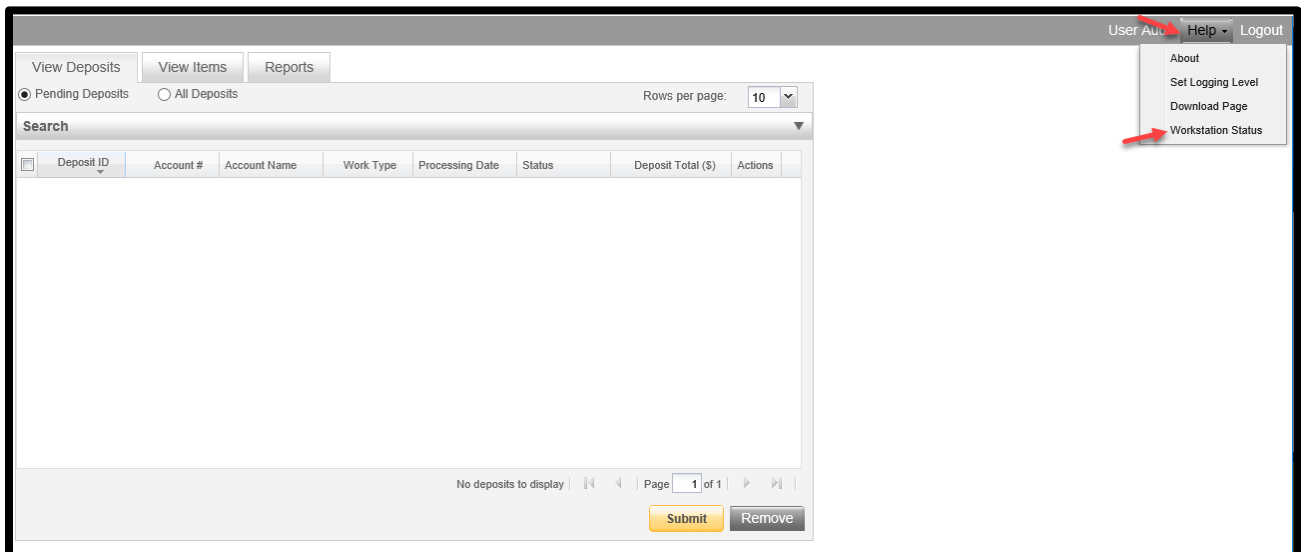 User Help Logout
About
Set Logging Level
Download Page
Workstation Status
View Deposits View Items Reports
Pending Deposits All Deposits Rows per page: 10
Search
Deposit ID Account # Account Name Work Type Processing Date Status Deposit Total ($) Actions
No deposits to display Page 1 of 1
Submit Remove